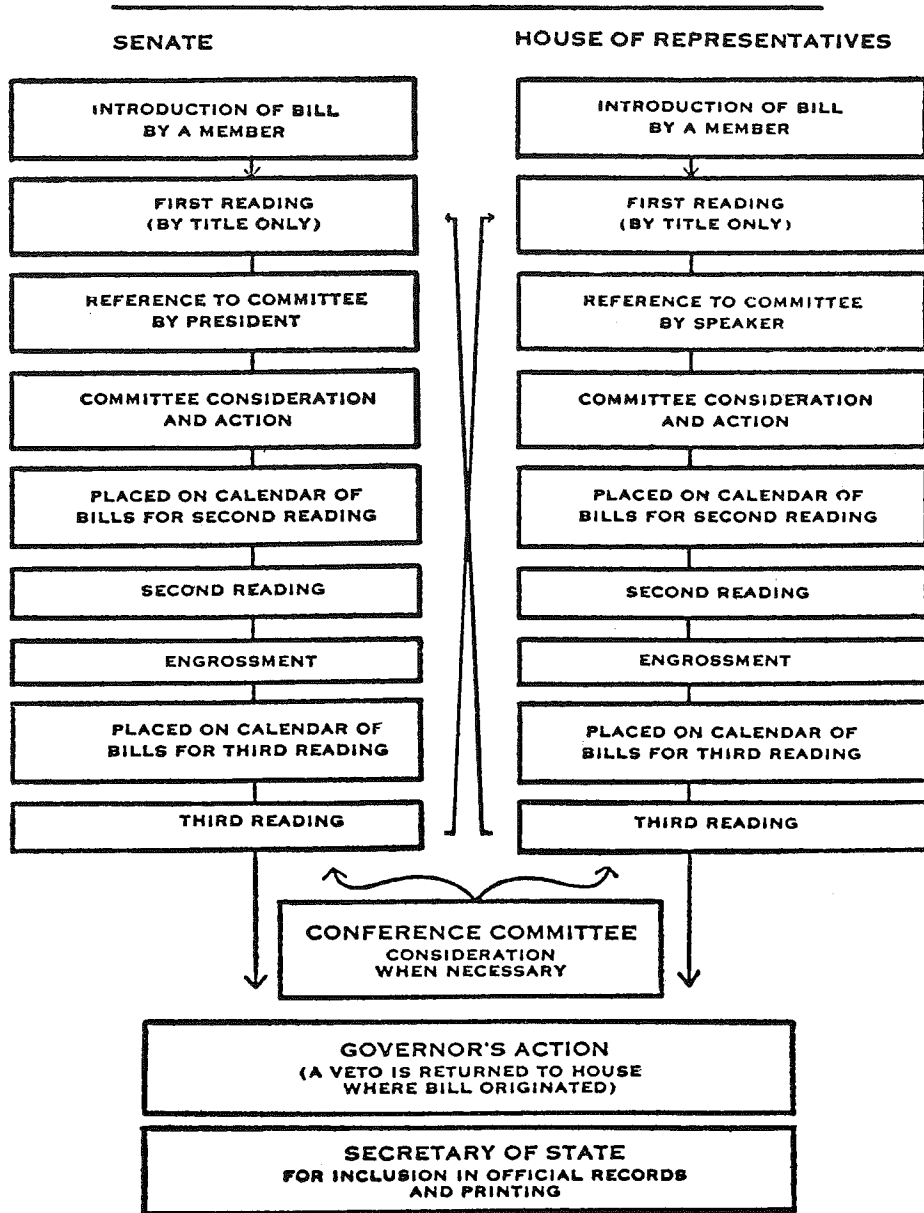 SENATE
INTRODUCTION OF BILL
BY A MEMBER
FIRST READING
(BY TITLE ONLY)
REFERENCE TO COMMITTEE
BY PRESIDENT
COMMITTEE CONSIDERATION
AND ACTION
PLACED ON CALENDAR OF
BILLS FOR SECOND READING
SECOND READING
ENGROSSMENT
PLACED ON CALENDAR OF
BILLS FOR THIRD READING
THIRD READING
HOUSE OF REPRESENTATIVES
INTRODUCTION OF BILL
BY A MEMBER
FIRST READING
(BY TITLE ONLY)
REFERENCE TO COMMITTEE
BY SPEAKER
COMMITTEE CONSIDERATION
AND ACTION
PLACED ON CALENDAR OF
BILLS FOR SECOND READING
SECOND READING
ENGROSSMENT
PLACED ON CALENDAR OF
BILLS FOR THIRD READING
THIRD READING
CONFERENCE COMMITTEE
CONSIDERATION
WHEN NECESSARY
GOVERNOR'S ACTION
(A VETO IS RETURNED TO HOUSE
WHERE BILL ORIGINATED)
SECRETARY OF STATE
FOR INCLUSION IN OFFICIAL RECORDS
AND PRINTING